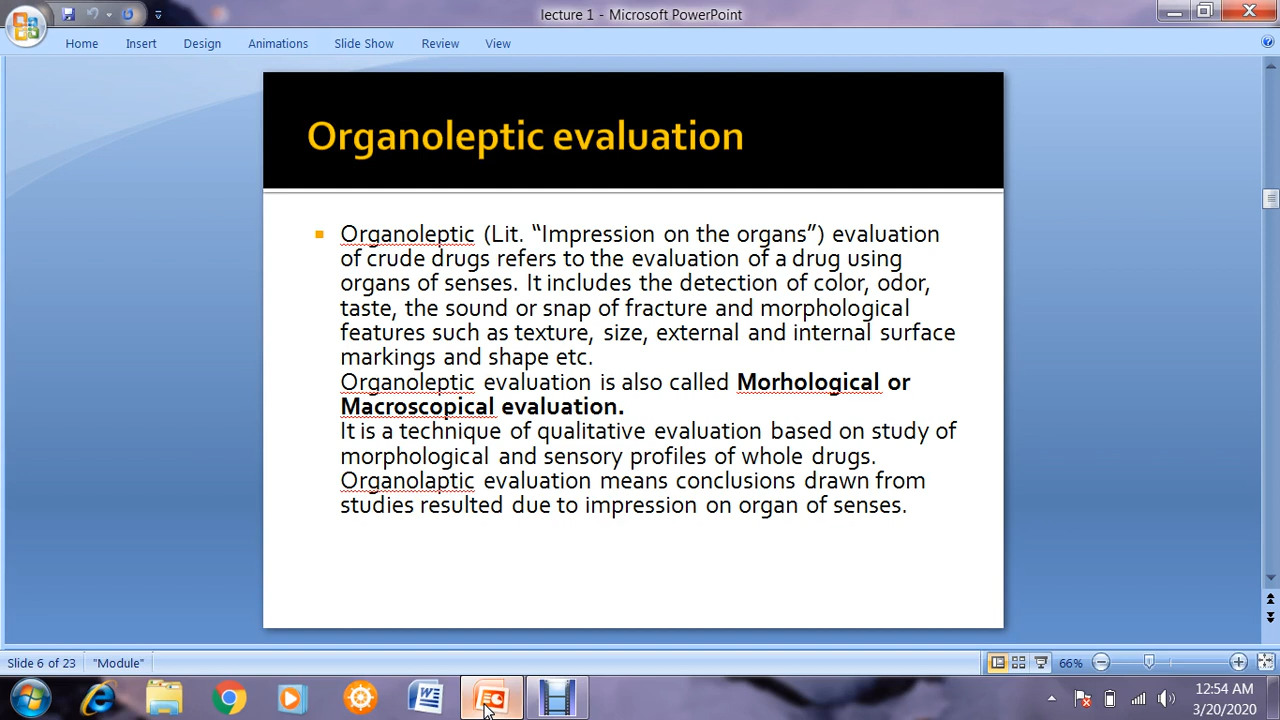 lecture 1 - Microsoft PowerPoint
Home Insert Design Animations Slide Show Review View
Organoleptic evaluation
Organoleptic (Lit. “Impression on the organs”) evaluation
of crude drugs refers to the evaluation of a drug using
organs of senses. It includes the detection of color, odor,
taste, the sound or snap of fracture and morphological
features such as texture, size, external and internal surface
markings and shape etc.
Organoleptic evaluation is also called Morhological or
Macroscopical evaluation.
It is a technique of qualitative evaluation based on study of
morphological and sensory profiles of whole drugs.
Organolaptic evaluation means conclusions drawn from
studies resulted due to impression on organ of senses.
Slide 6 of 23 "Module" 66%
12:54 AM
3/20/2020